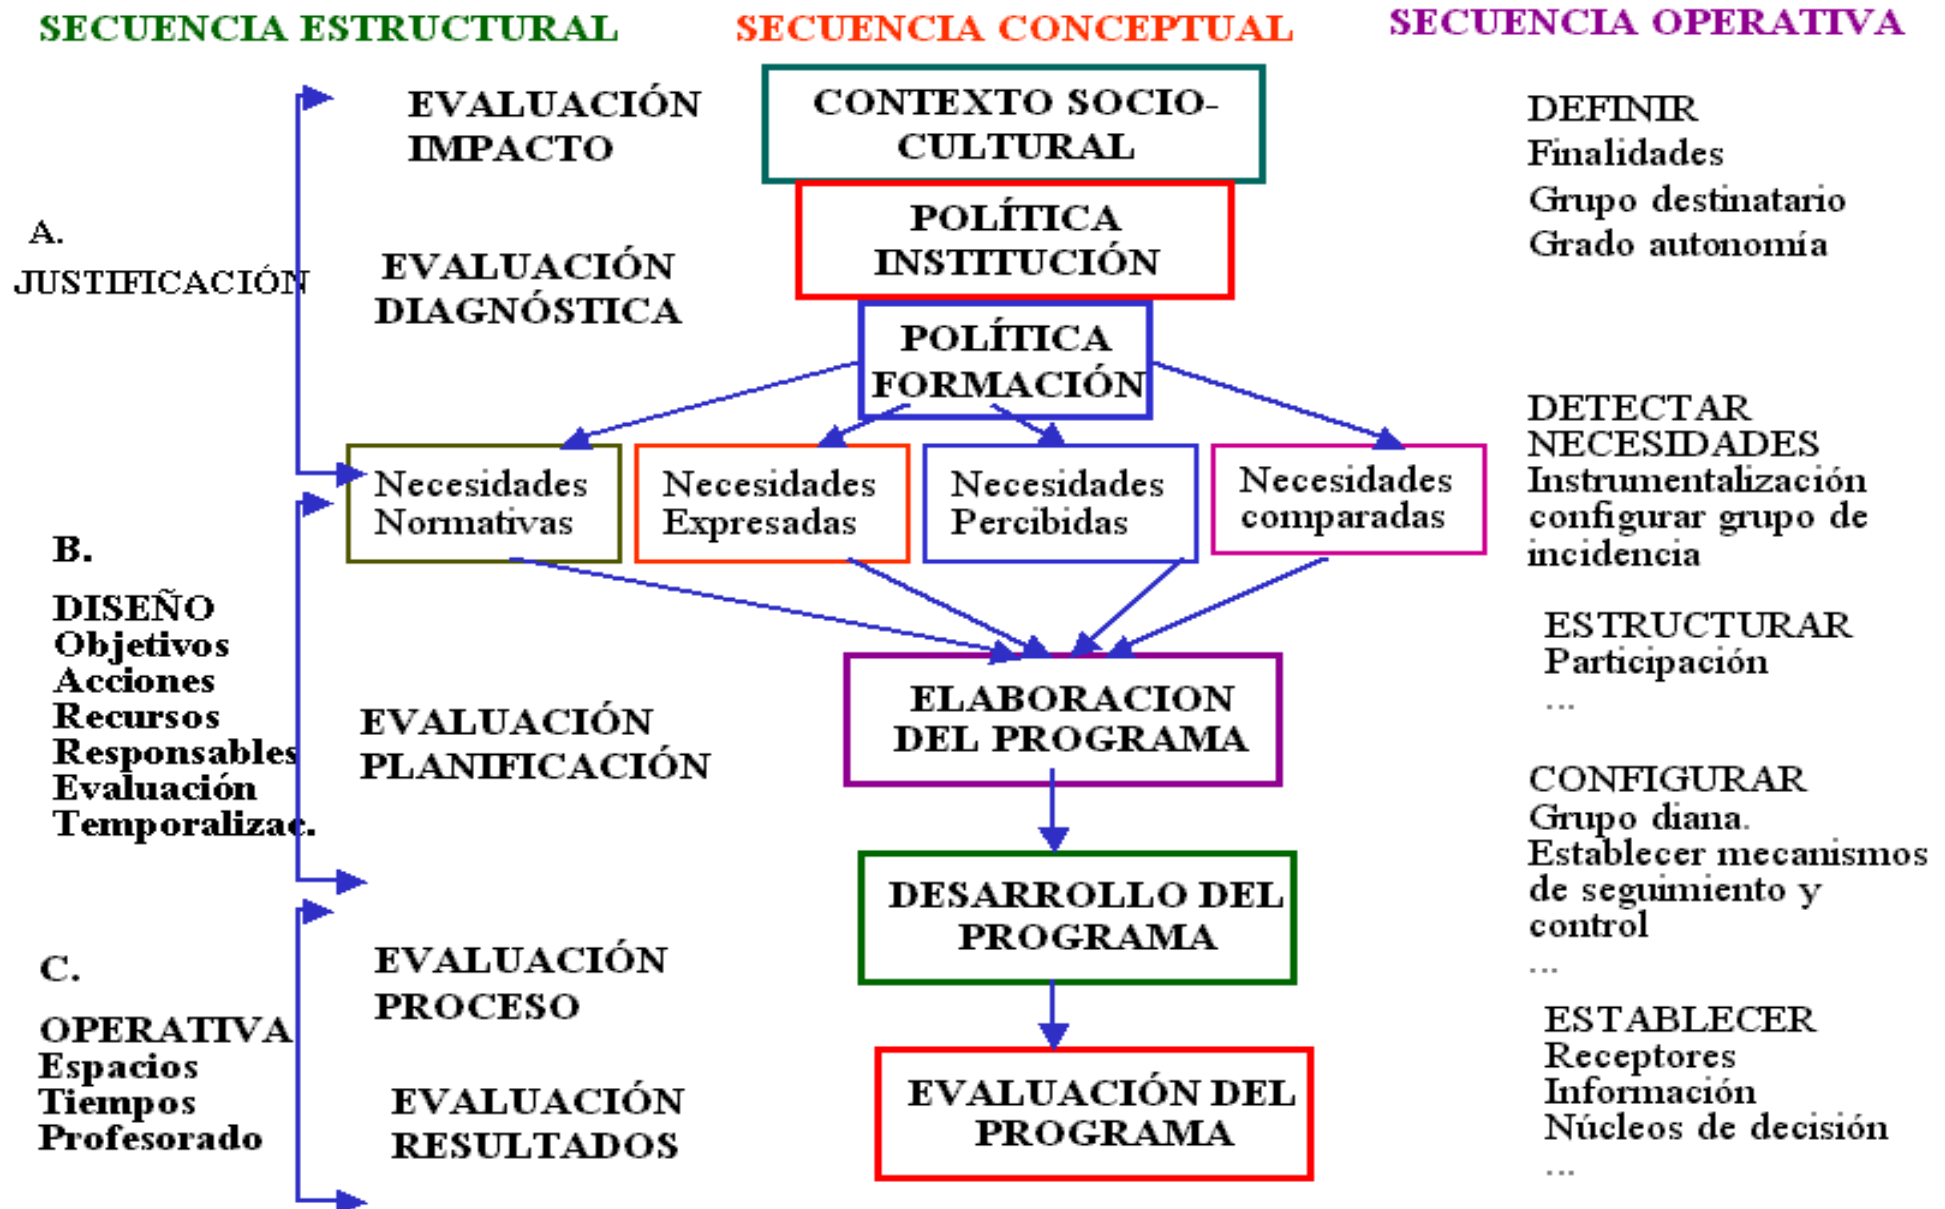 SECUENCIA ESTRUCTURAL
EVALUACIÓN
IMPACTO
A.
JUSTIFICACIÓN
EVALUACIÓN
DIAGNÓSTICA
B.
DISEÑO
Objetivos
Acciones
Recursos
Responsables
Evaluación
Temporalizac.
EVALUACIÓN
PLANIFICACIÓN
C.
OPERATIVA
Espacios
Tiempos
Profesorado
EVALUACIÓN
PROCESO
EVALUACIÓN
RESULTADOS
SECUENCIA CONCEPTUAL
CONTEXTO SOCIO-
CULTURAL
POLÍTICA
INSTITUCIÓN
POLÍTICA
FORMACIÓN
Necesidades
Normativas
Necesidades
Expresadas
Necesidades
Percibidas
Necesidades
comparadas
ELABORACION
DEL PROGRAMA
DESARROLLO DEL
PROGRAMA
EVALUACIÓN DEL
PROGRAMA
SECUENCIA OPERATIVA
DEFINIR
Finalidades
Grupo destinatario
Grado autonomía
DETECTAR
NECESIDADES
Instrumentalización
configurar grupo de
incidencia
ESTRUCTURAR
Participación
...
CONFIGURAR
Grupo diana.
Establecer mecanismos
de seguimiento y
control
...
ESTABLECER
Receptores
Información
Núcleos de decisión
...